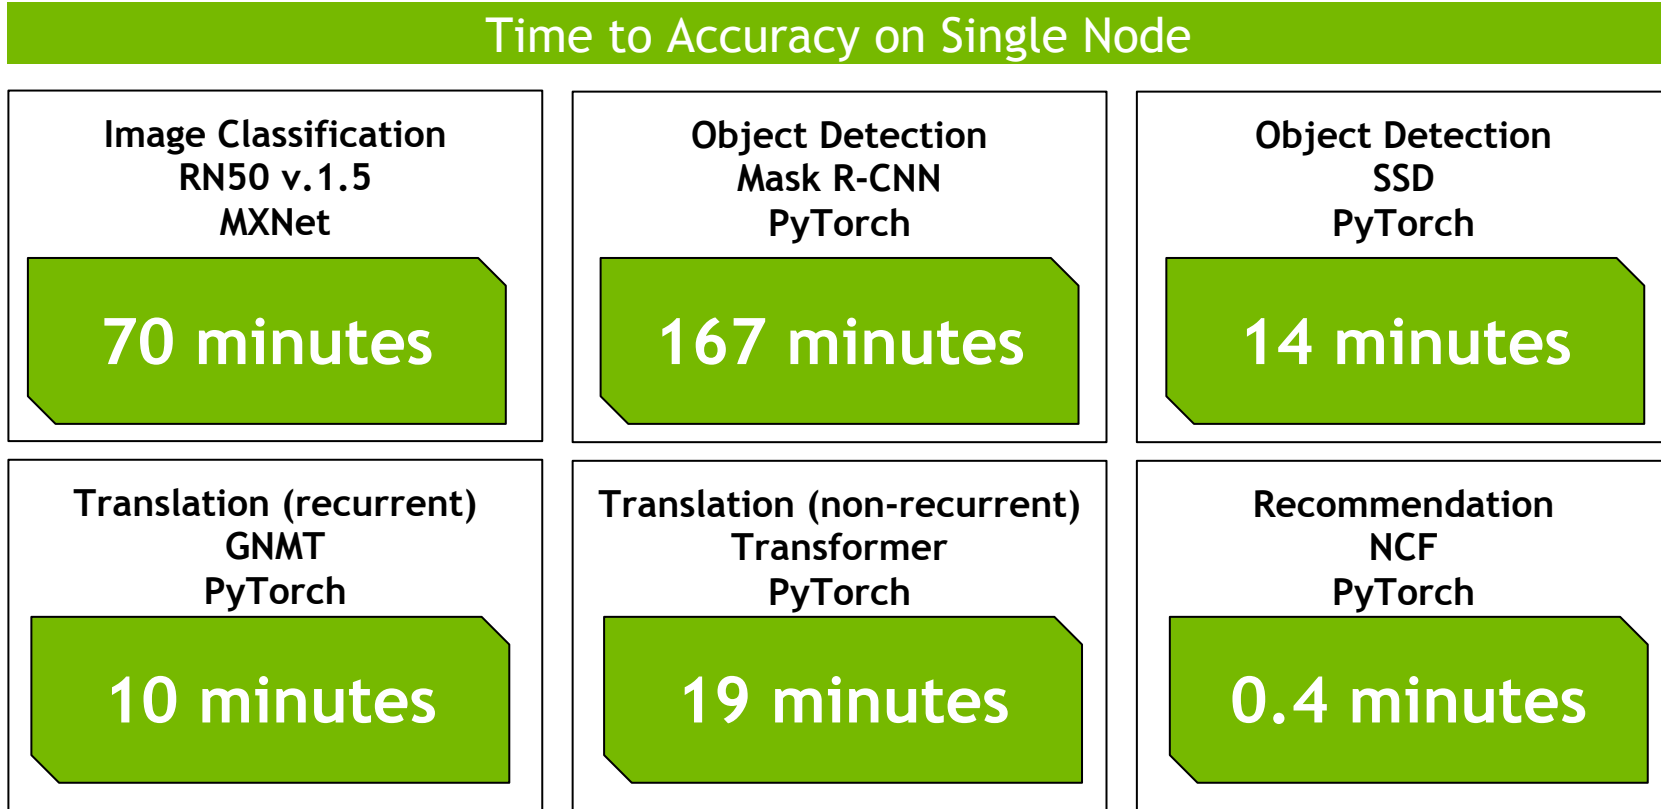 Time to Accuracy on Single Node
Image Classification
RN50 v.1.5
MXNet
70 minutes
Object Detection
Mask R-CNN
PyTorch
167 minutes
Object Detection
SSD
PyTorch
14 minutes
Translation (recurrent)
GNMT
PyTorch
10 minutes
Translation (non-recurrent)
Transformer
PyTorch
19 minutes
Recommendation
NCF
PyTorch
0.4 minutes